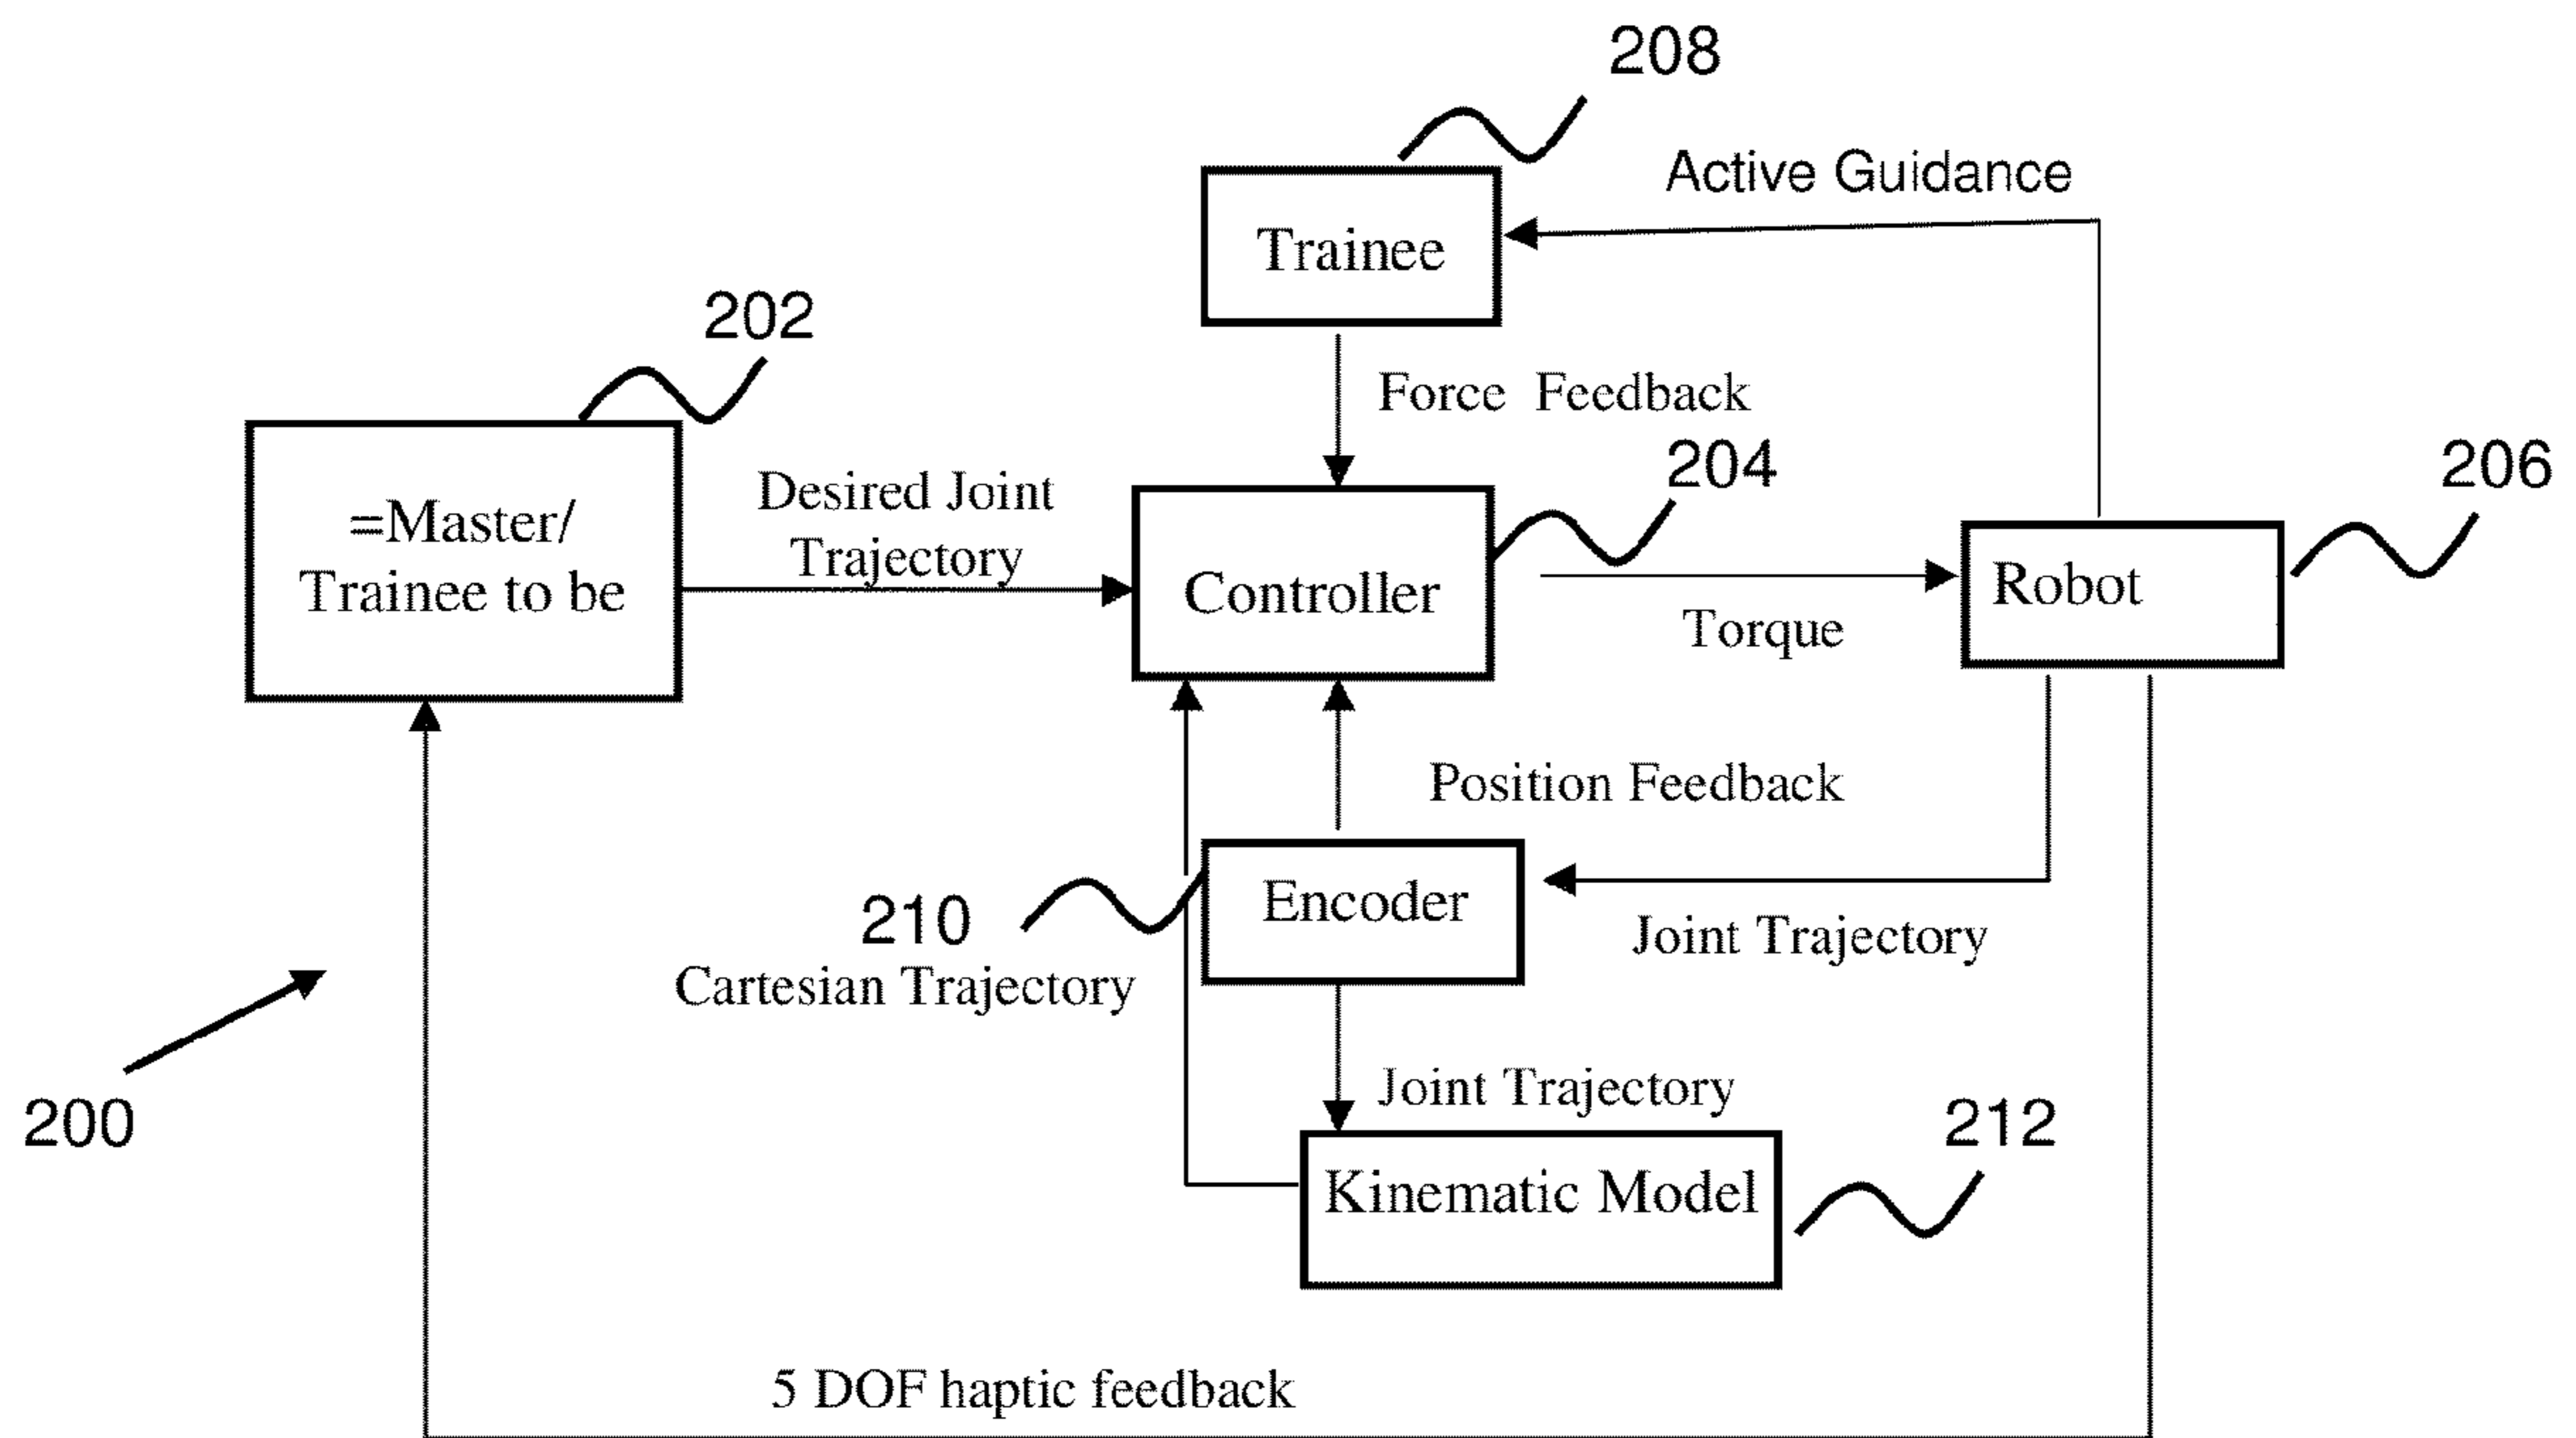 208
Active Guidance
Trainee
202
Force Feedback
204
206
=Master/
Trainee to be
Desired Joint
Trajectory
Controller
Robot
Torque
Position Feedback
210
Encoder
Joint Trajectory
Cartesian Trajectory
200
Joint Trajectory
212
Kinematic Model
5 DOF haptic feedback